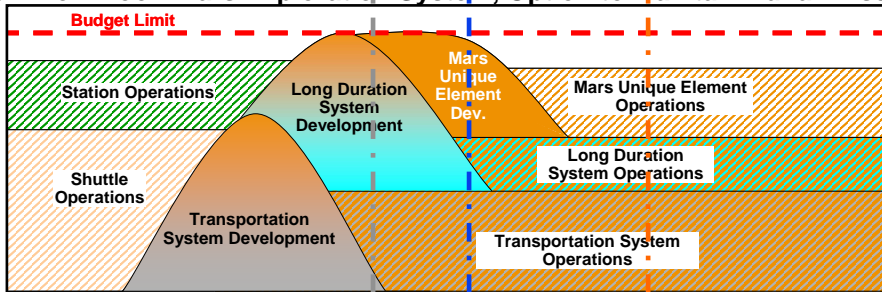 Budget Limit
Station Operations
Long Duration
System
Development
Mars
Unique
Element
Dev.
Mars Unique Element
Operations
Long Duration
System Operations
Shuttle
Operations
Transportation
System Development
Transportation System
Operations